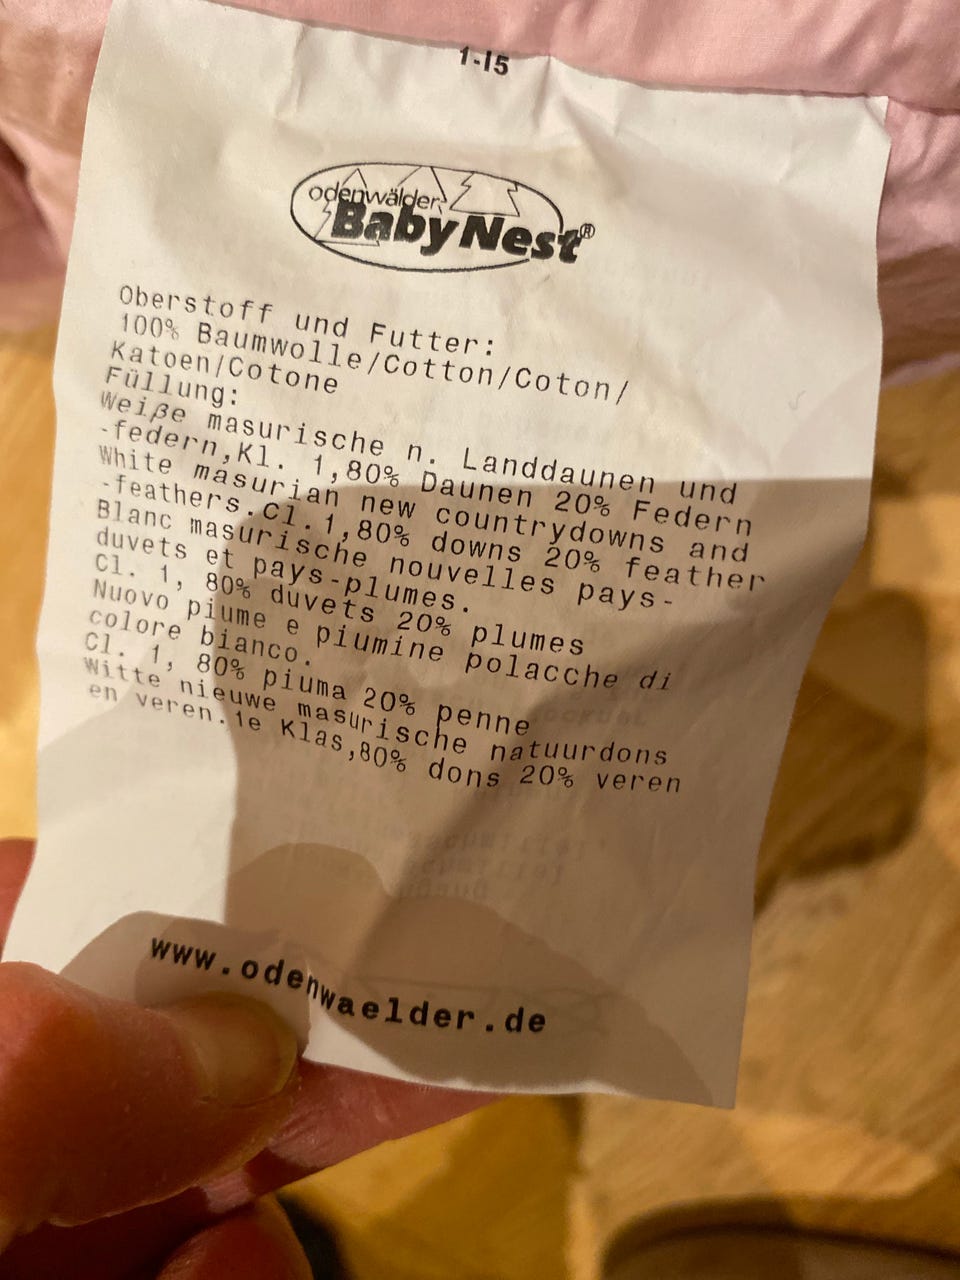 1-15
odenwälder
BabyNest®
Oberstoff und Futter:
100% Baumwolle/Cotton/Coton/
Katoen/Cotone
Füllung:
Weiße masurische n. Landdaunen und
-federn,Kl. 1,80% Daunen 20% Federn
White masurian new countrydowns and
-feathers.Cl.1,80% downs 20% feather
Blanc masurische nouvelles pays-
duvets et pays-plumes.
Cl. 1, 80% duvets 20% plumes
Nuovo piume e piumine polacche di
colore bianco.
Cl. 1, 80% piuma 20% penne
Witte nieuwe masurische natuurdons
en veren.1e Klas,80% dons 20% veren
www.odenwaelder.de